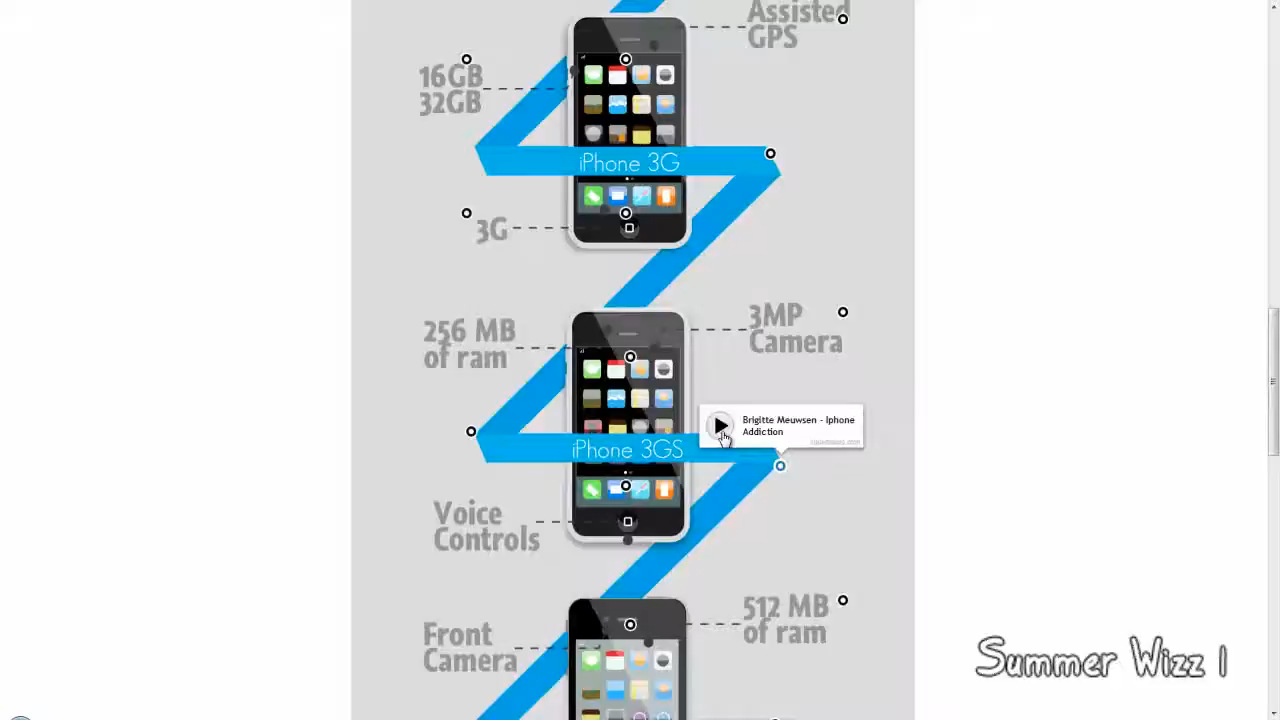 Assisted
GPS
16GB
32GB
iPhone 3G
3G
256 MB
of ram
3MP
Camera
Brigitte Meuwsen - Iphone
Addiction
iPhone 3GS
Voice
Controls
512 MB
of ram
Front
Camera
Summer Wizz 1